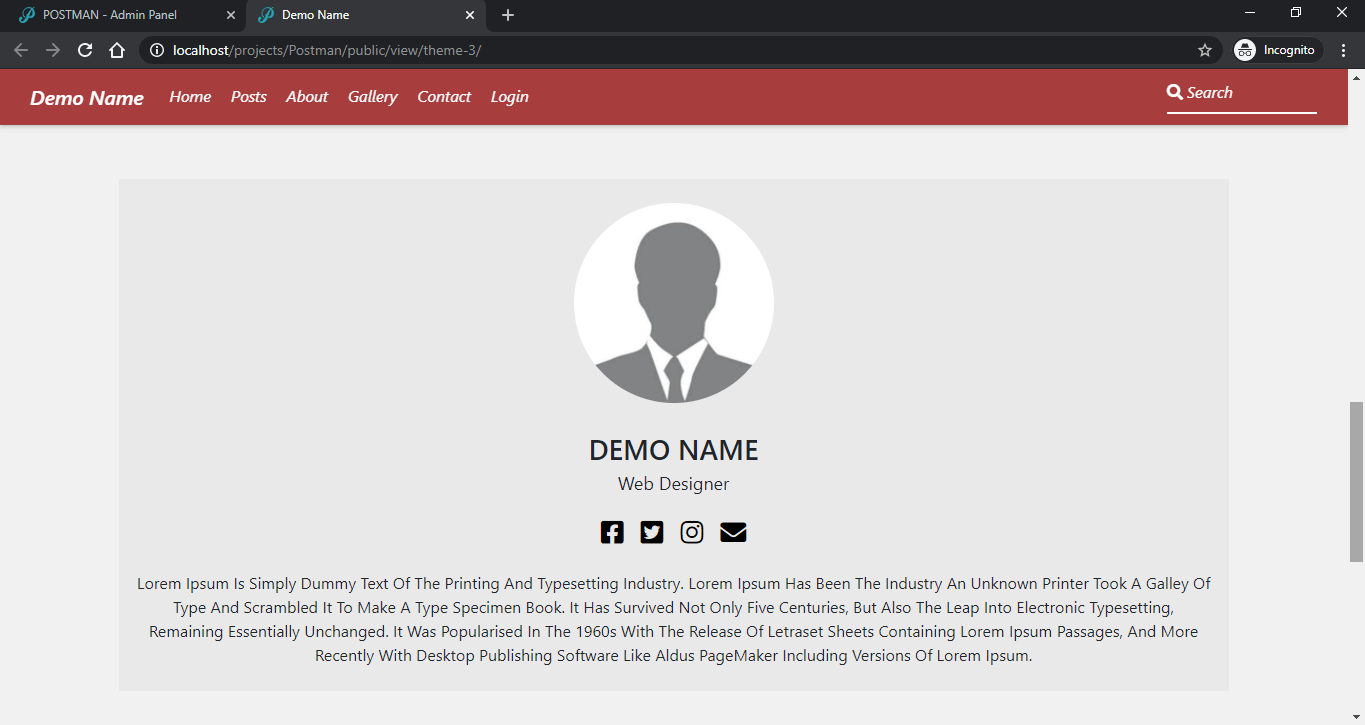 POSTMAN - Admin Panel
Demo Name
localhost/projects/Postman/public/view/theme-3/
Incognito
Demo Name Home Posts About Gallery Contact Login Search
DEMO NAME
Web Designer
Lorem Ipsum Is Simply Dummy Text Of The Printing And Typesetting Industry. Lorem Ipsum Has Been The Industry An Unknown Printer Took A Galley Of
Type And Scrambled It To Make A Type Specimen Book. It Has Survived Not Only Five Centuries, But Also The Leap Into Electronic Typesetting,
Remaining Essentially Unchanged. It Was Popularised In The 1960s With The Release Of Letraset Sheets Containing Lorem Ipsum Passages, And More
Recently With Desktop Publishing Software Like Aldus PageMaker Including Versions Of Lorem Ipsum.